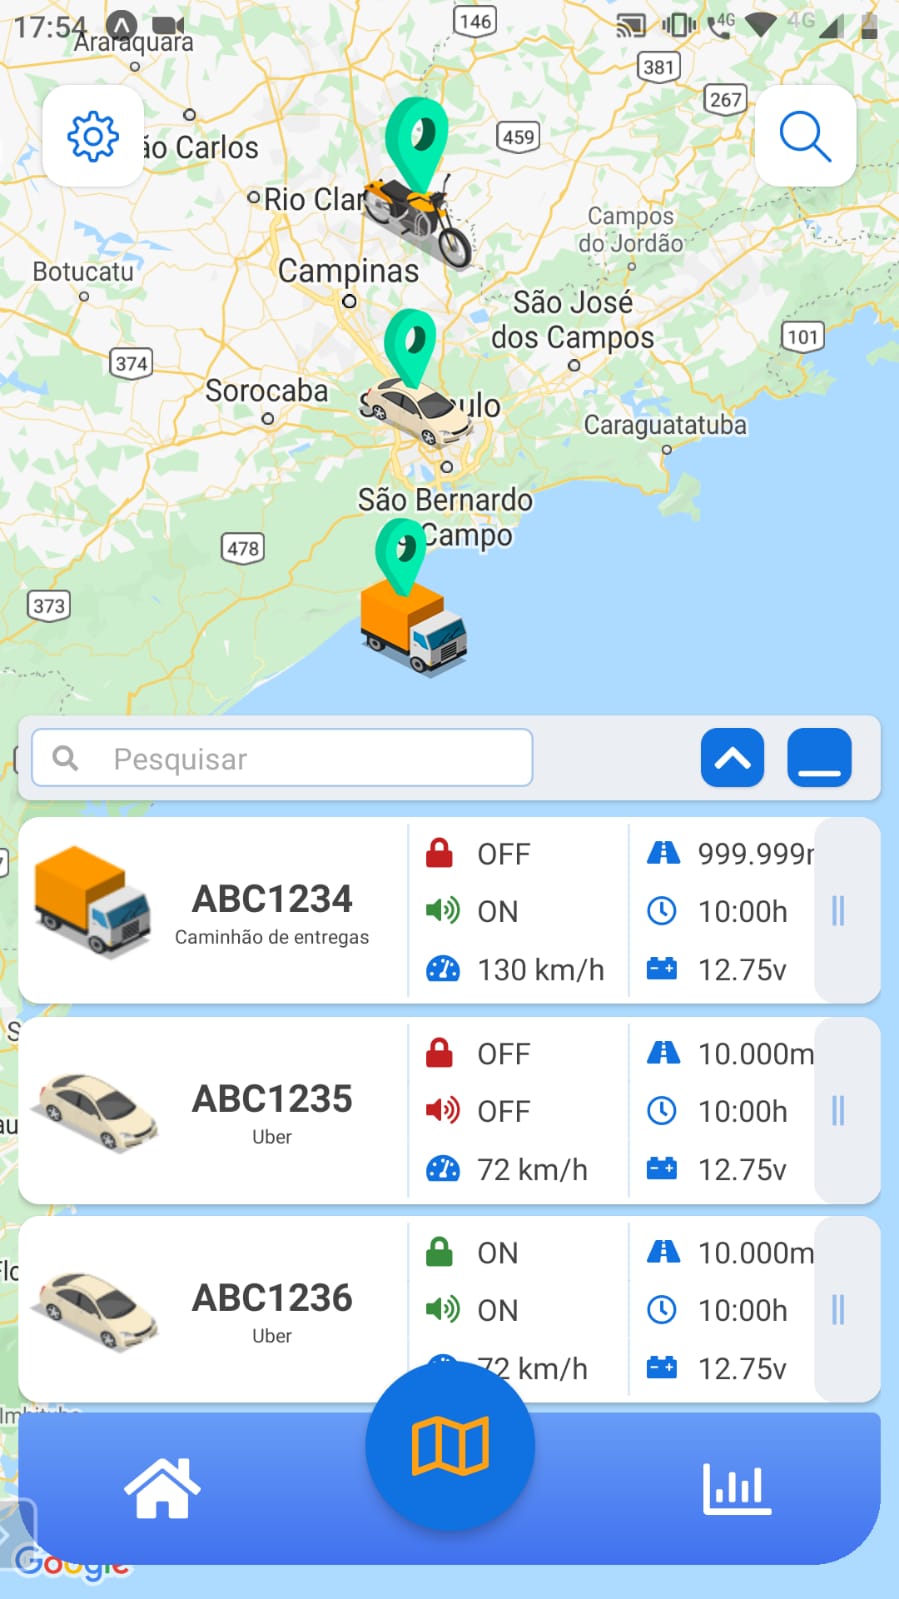 17:54
4G
4G
146
Araraquara
381
267
459
ão Carlos
Rio Clar
Campos
do Jordão
Botucatu
Campinas
São José
dos Campos
101
374
Sorocaba
ulo
Caraguatatuba
São Bernardo
Campo
478
373
Pesquisar
ABC1234
Caminhão de entregas
OFF
ON
130 km/h
999.999m
10:00h
12.75v
ABC1235
Uber
OFF
OFF
72 km/h
10.000m
10:00h
12.75v
ABC1236
Uber
ON
ON
72 km/h
10.000m
10:00h
12.75v
Google